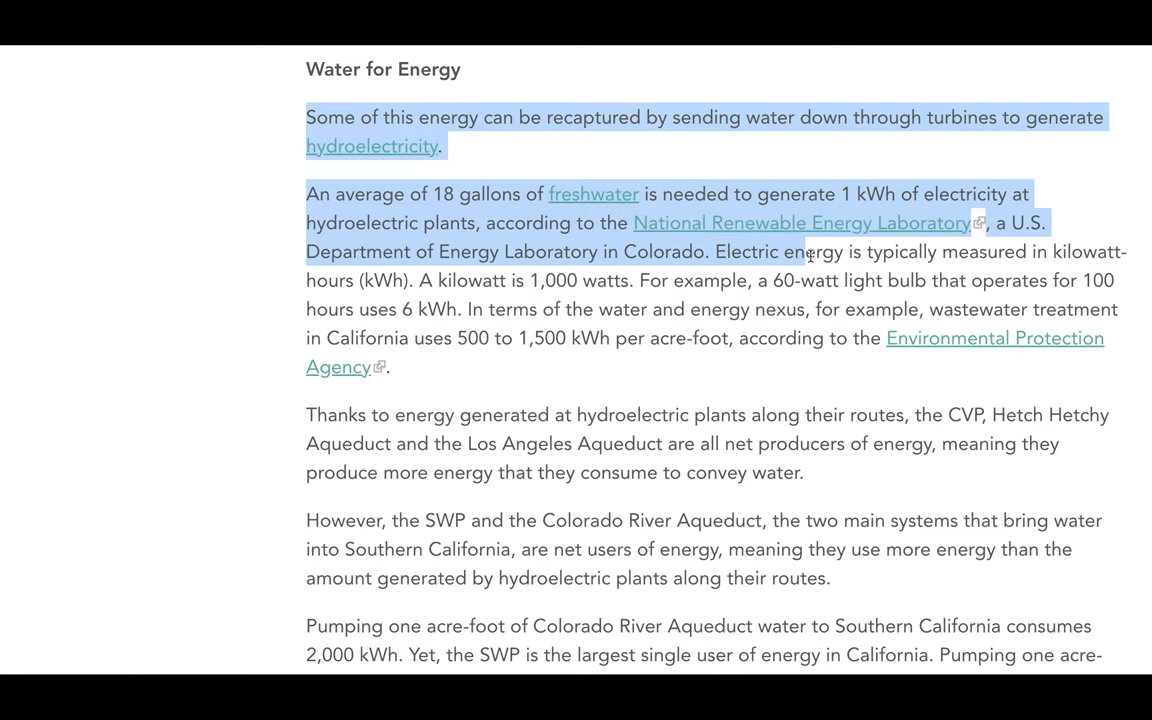 Water for Energy
Some of this energy can be recaptured by sending water down through turbines to generate
hydroelectricity.
An average of 18 gallons of freshwater is needed to generate 1 kWh of electricity at
hydroelectric plants, according to the National Renewable Energy Laboratory, a U.S.
Department of Energy Laboratory in Colorado. Electric energy is typically measured in kilowatt-
hours (kWh). A kilowatt is 1,000 watts. For example, a 60-watt light bulb that operates for 100
hours uses 6 kWh. In terms of the water and energy nexus, for example, wastewater treatment
in California uses 500 to 1,500 kWh per acre-foot, according to the Environmental Protection
Agency.
Thanks to energy generated at hydroelectric plants along their routes, the CVP, Hetch Hetchy
Aqueduct and the Los Angeles Aqueduct are all net producers of energy, meaning they
produce more energy that they consume to convey water.
However, the SWP and the Colorado River Aqueduct, the two main systems that bring water
into Southern California, are net users of energy, meaning they use more energy than the
amount generated by hydroelectric plants along their routes.
Pumping one acre-foot of Colorado River Aqueduct water to Southern California consumes
2,000 kWh. Yet, the SWP is the largest single user of energy in California. Pumping one acre-